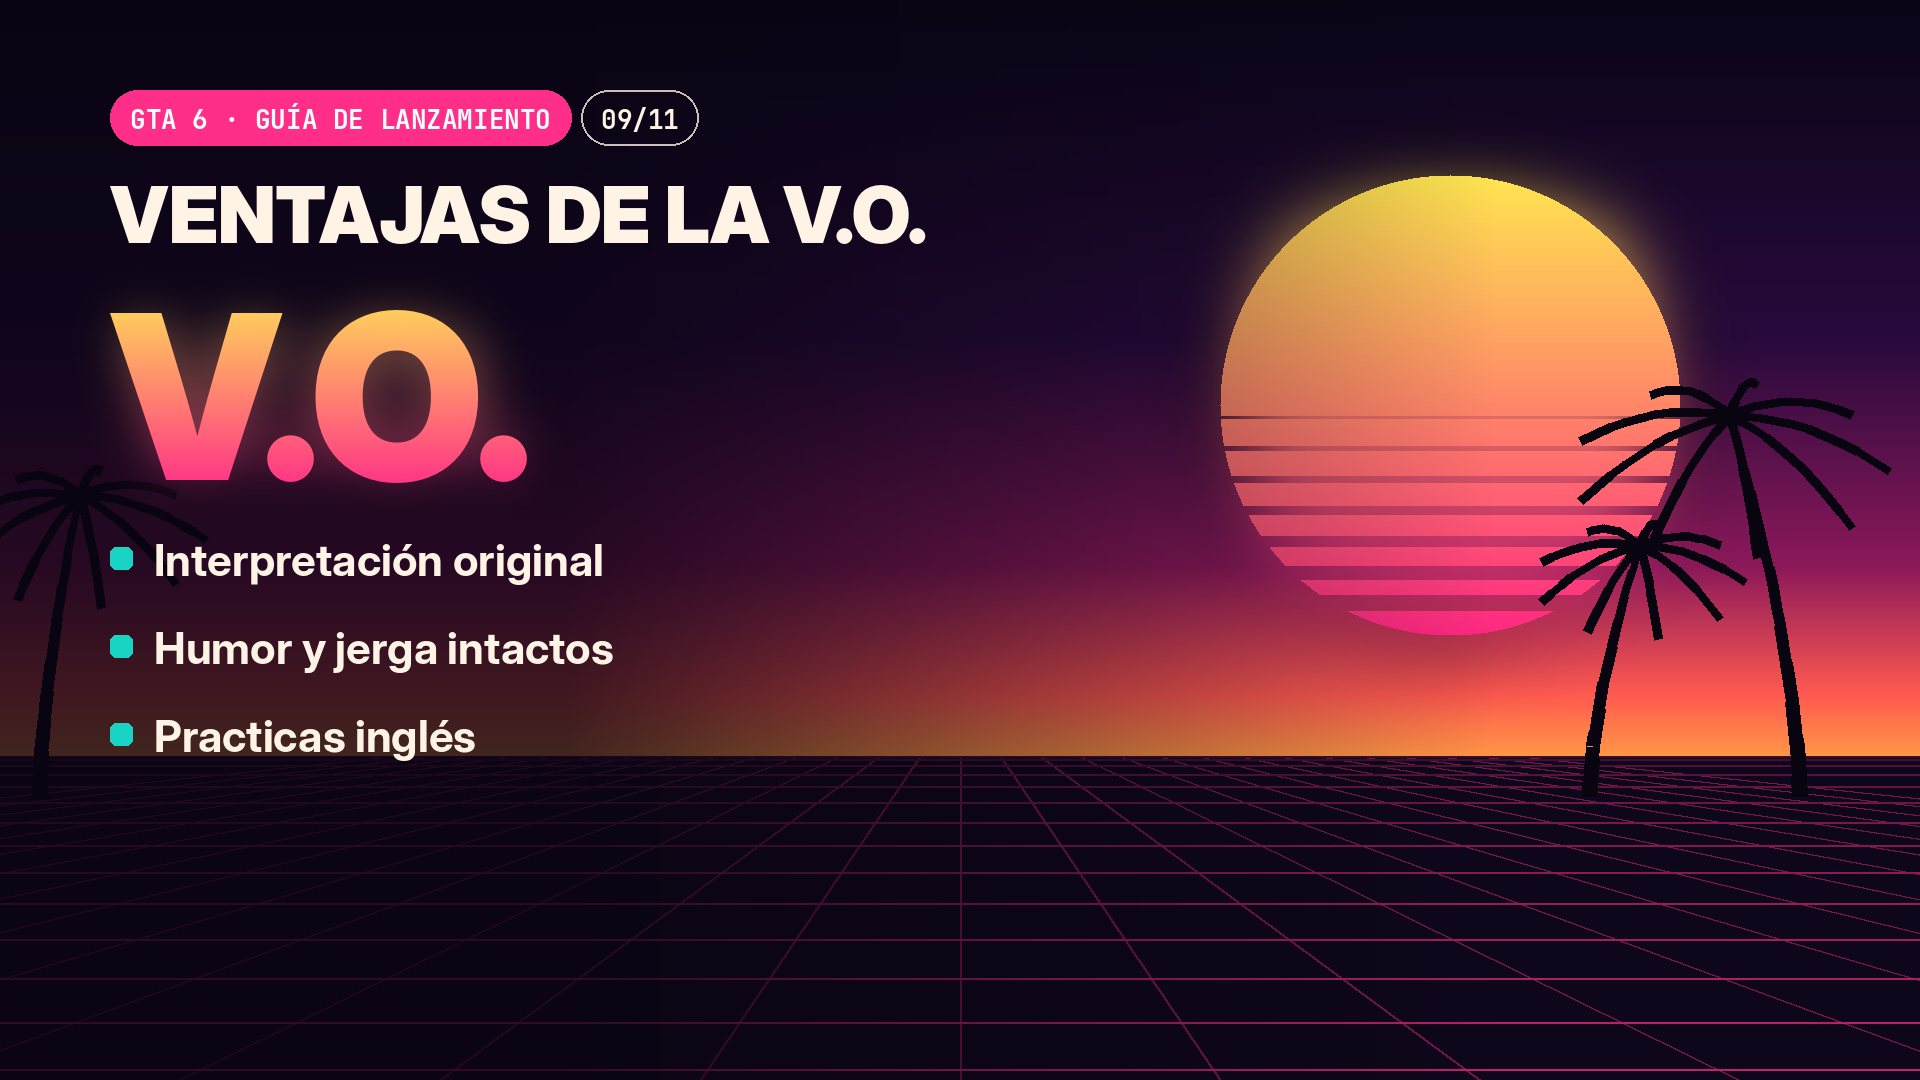 GTA 6 · GUÍA DE LANZAMIENTO 09/11
VENTAJAS DE LA V.O.
V.O.
Interpretación original
Humor y jerga intactos
Practicas inglés